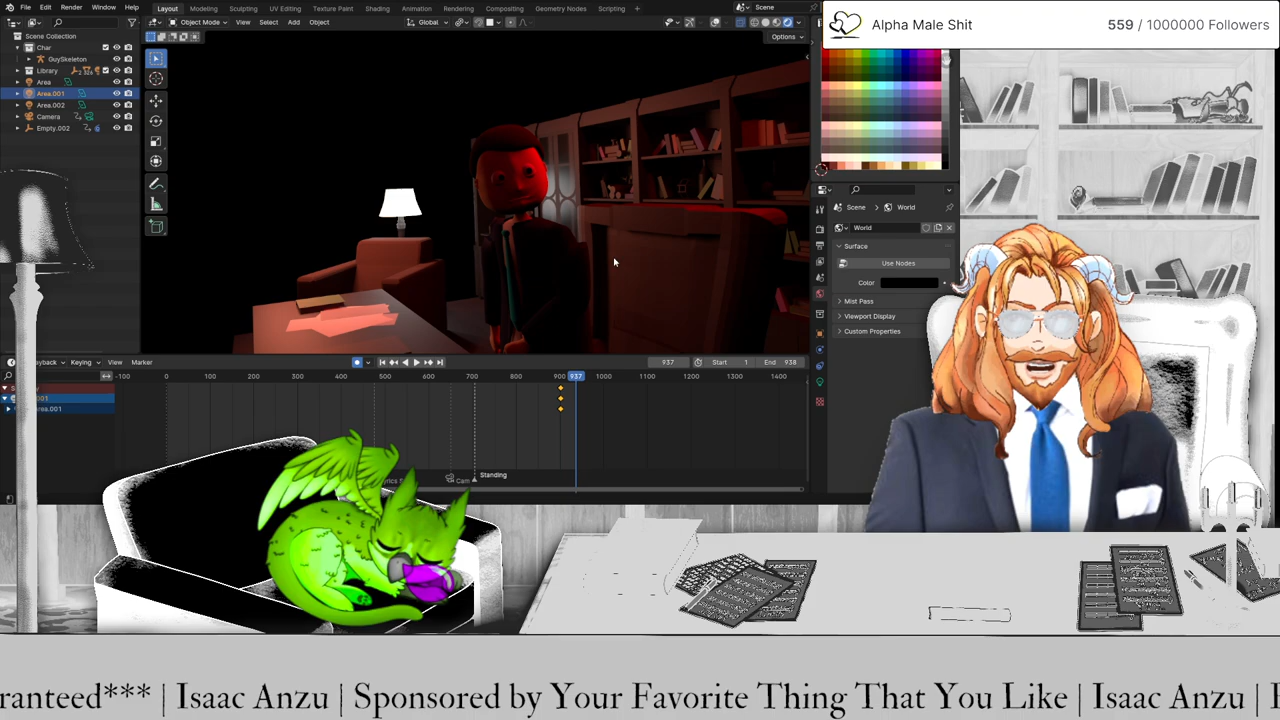 File Edit Render Window Help Layout Modeling Sculpting UV Editing Texture Paint Shading Animation Rendering Compositing Geometry Nodes Scripting Scene
Alpha Male Shit 559 / 1000000 Followers
Object Mode View Select Add Object Global
Options
Scene Collection
Char
GuySkeleton
Library
Area
Area.001
Area.002
Camera
Empty.002
Scene World
World
Surface
Use Nodes
Color
Mist Pass
Viewport Display
Custom Properties
Keying View Marker 937 Start 1 End 938
-100 0 100 200 300 400 500 600 700 800 900 937 1000 1100 1200 1300 1400
Standing
ranteed*** | Isaac Anzu | Sponsored by Your Favorite Thing That You Like | Isaac Anzu |